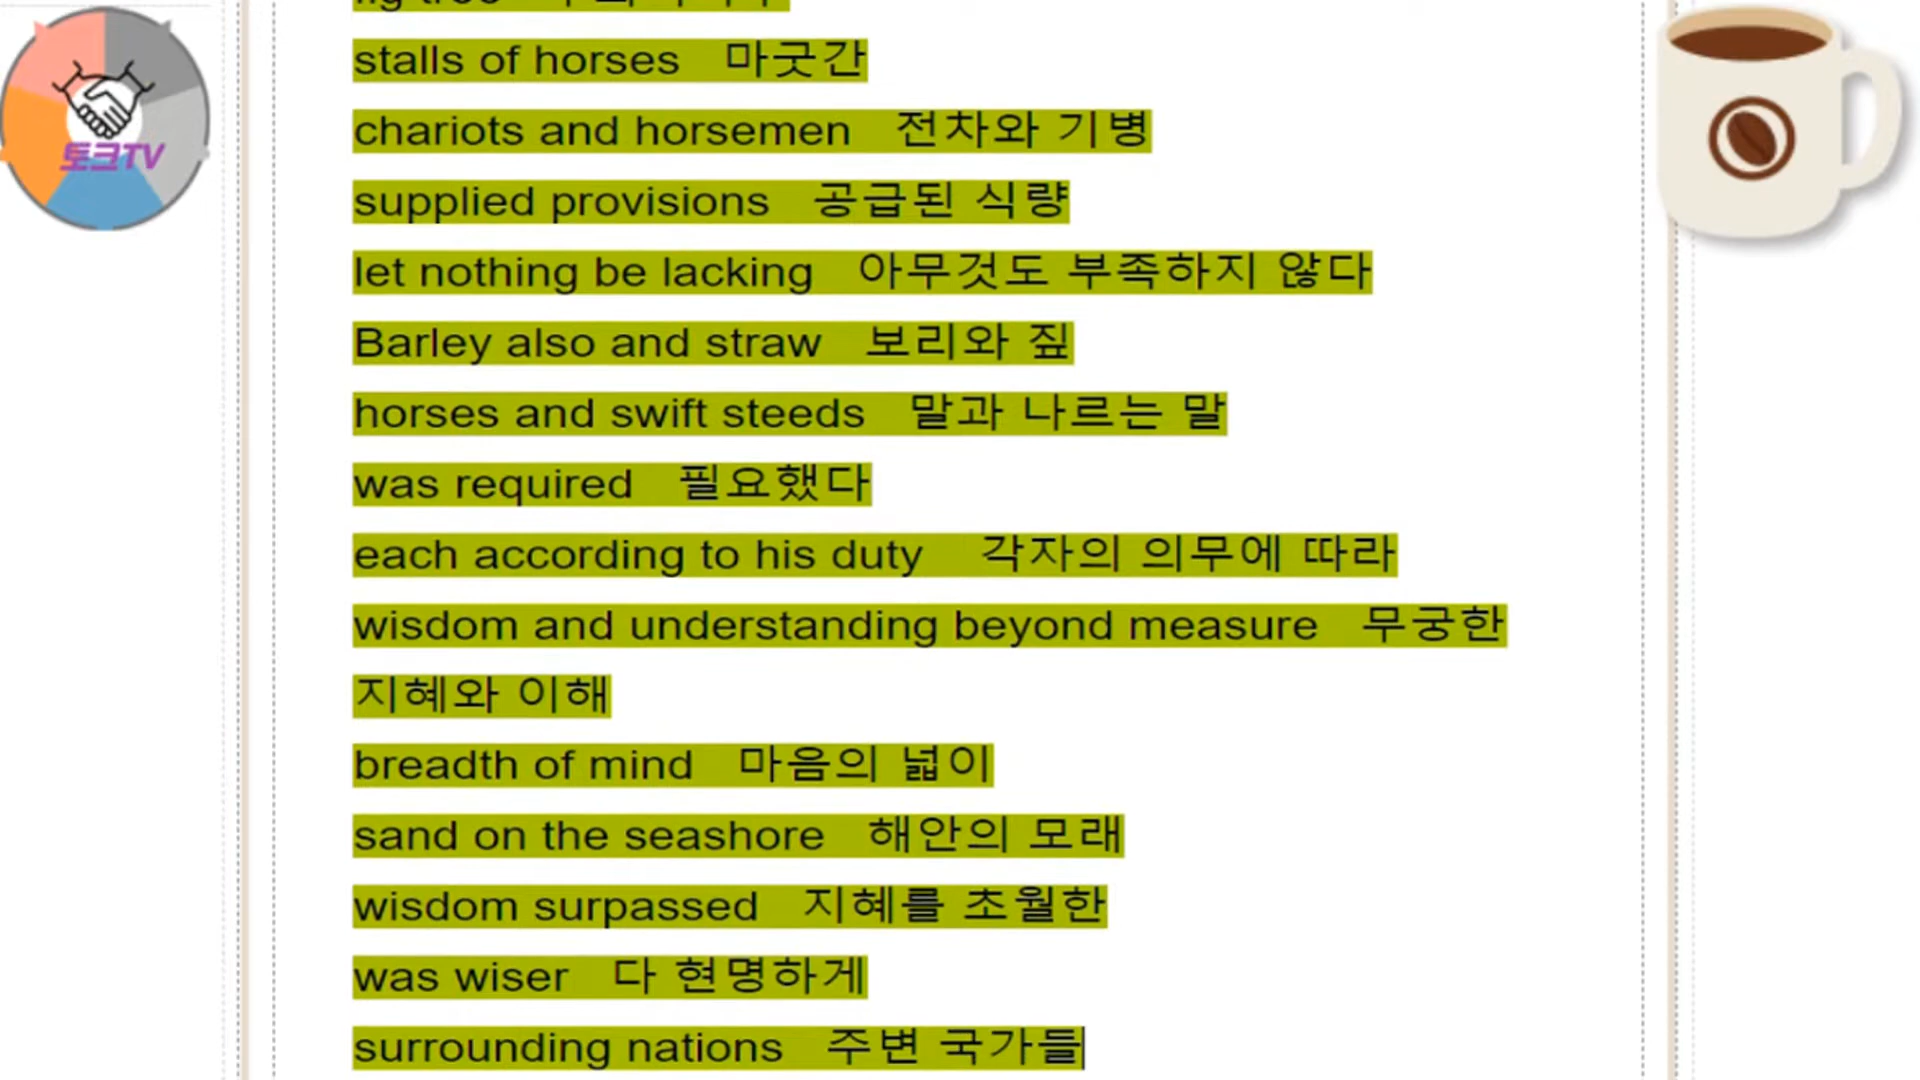 토크TV
stalls of horses 마굿간
chariots and horsemen 전차와 기병
supplied provisions 공급된 식량
let nothing be lacking 아무것도 부족하지 않다
Barley also and straw 보리와 짚
horses and swift steeds 말과 나르는 말
was required 필요했다
each according to his duty 각자의 의무에 따라
wisdom and understanding beyond measure 무궁한
지혜와 이해
breadth of mind 마음의 넓이
sand on the seashore 해안의 모래
wisdom surpassed 지혜를 초월한
was wiser 다 현명하게
surrounding nations 주변 국가들